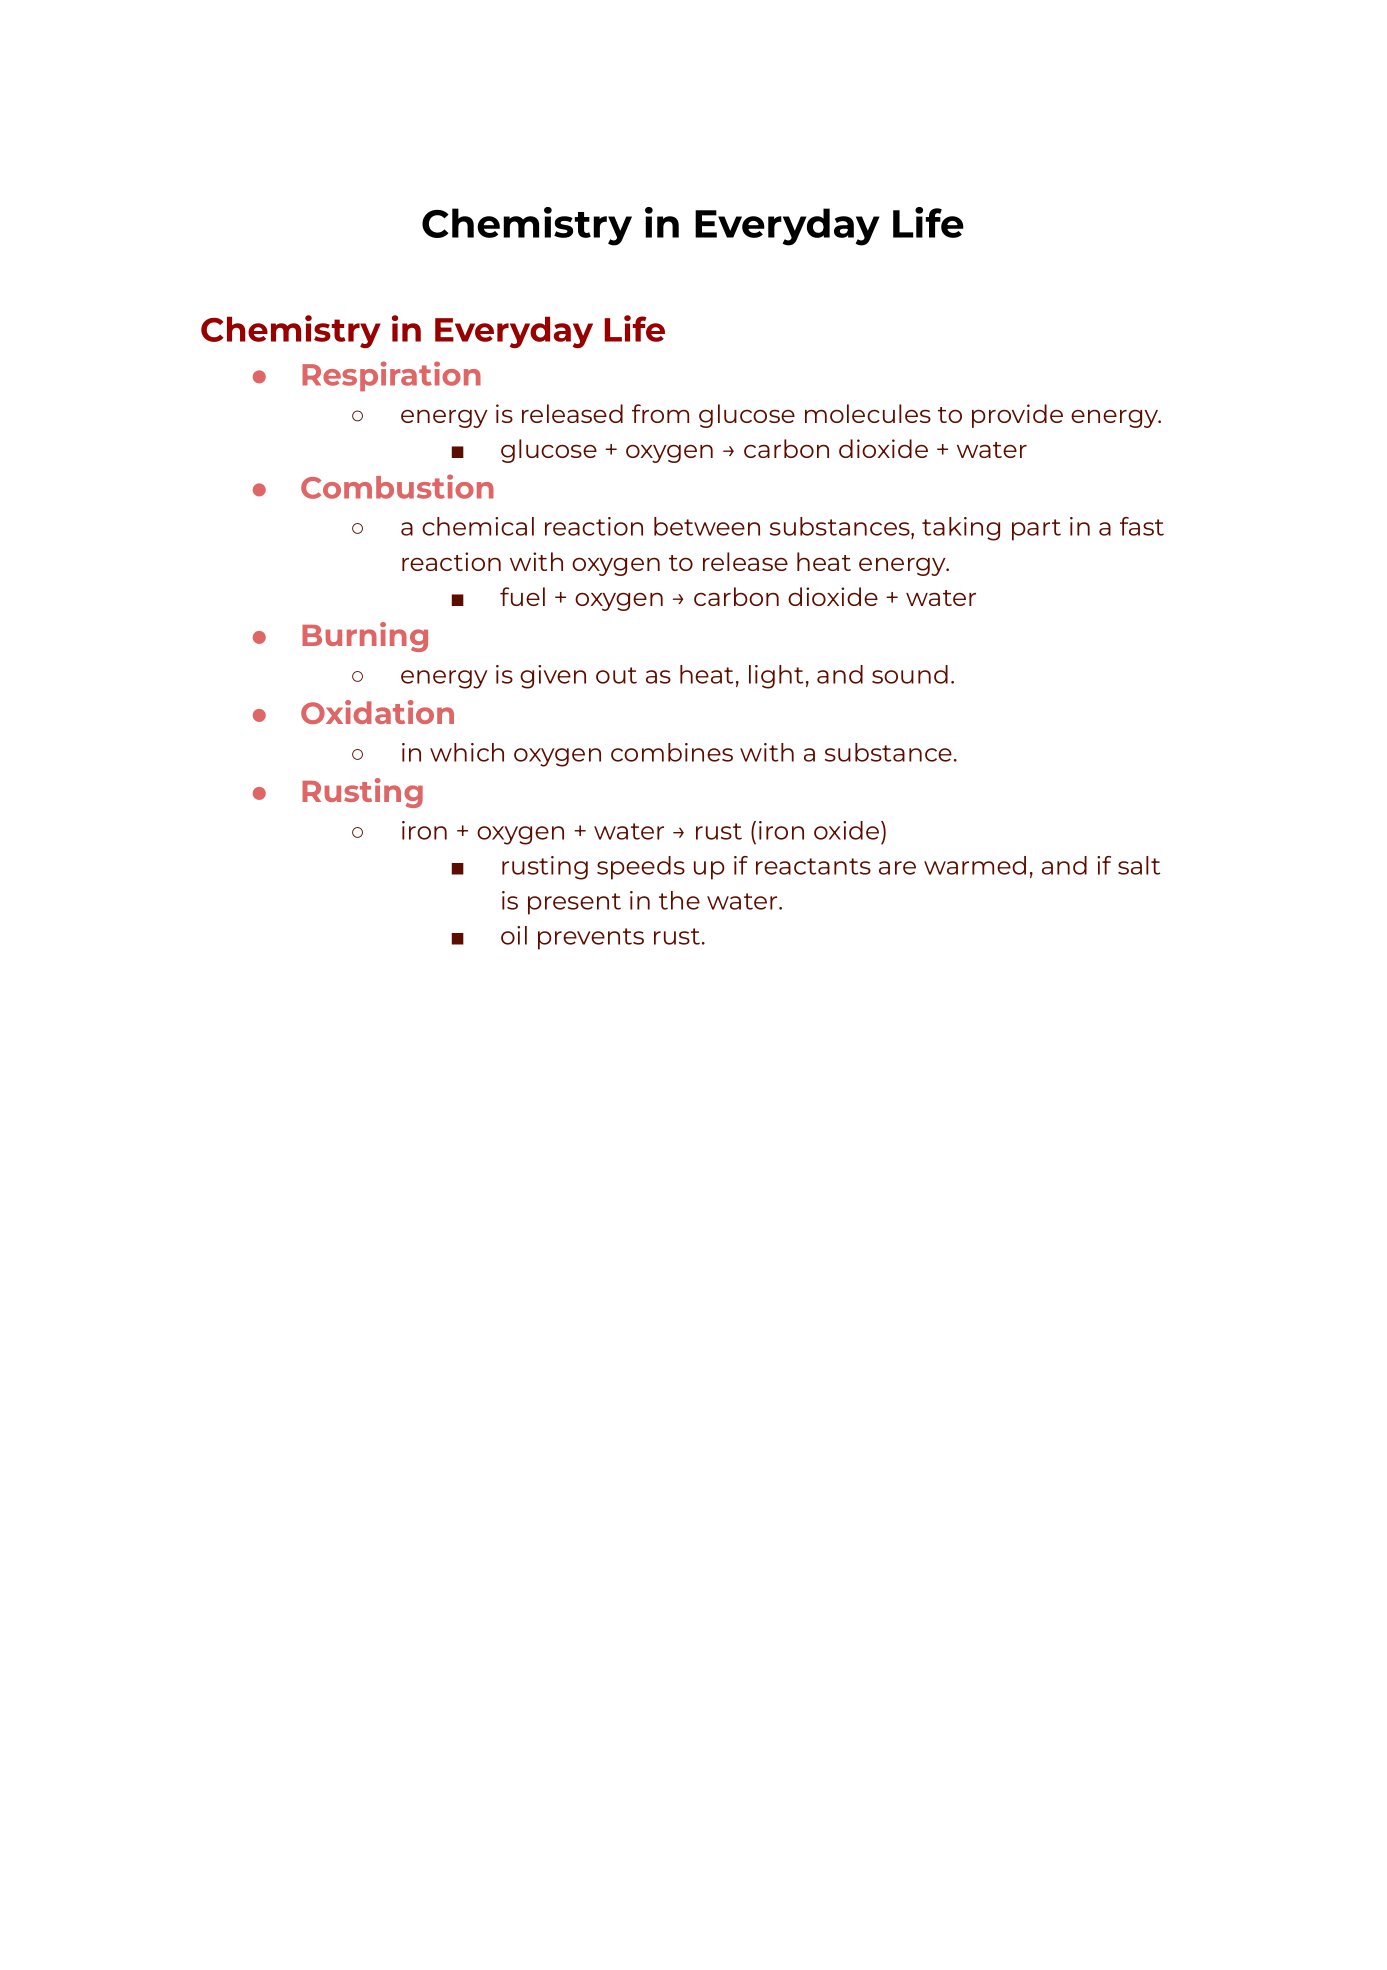 Chemistry in Everyday Life
Chemistry in Everyday Life
● Respiration
○ energy is released from glucose molecules to provide energy.
■ glucose + oxygen → carbon dioxide + water
● Combustion
○ a chemical reaction between substances, taking part in a fast
reaction with oxygen to release heat energy.
■ fuel + oxygen → carbon dioxide + water
● Burning
○ energy is given out as heat, light, and sound.
● Oxidation
○ in which oxygen combines with a substance.
● Rusting
○ iron + oxygen + water → rust (iron oxide)
■ rusting speeds up if reactants are warmed, and if salt
is present in the water.
■ oil prevents rust.